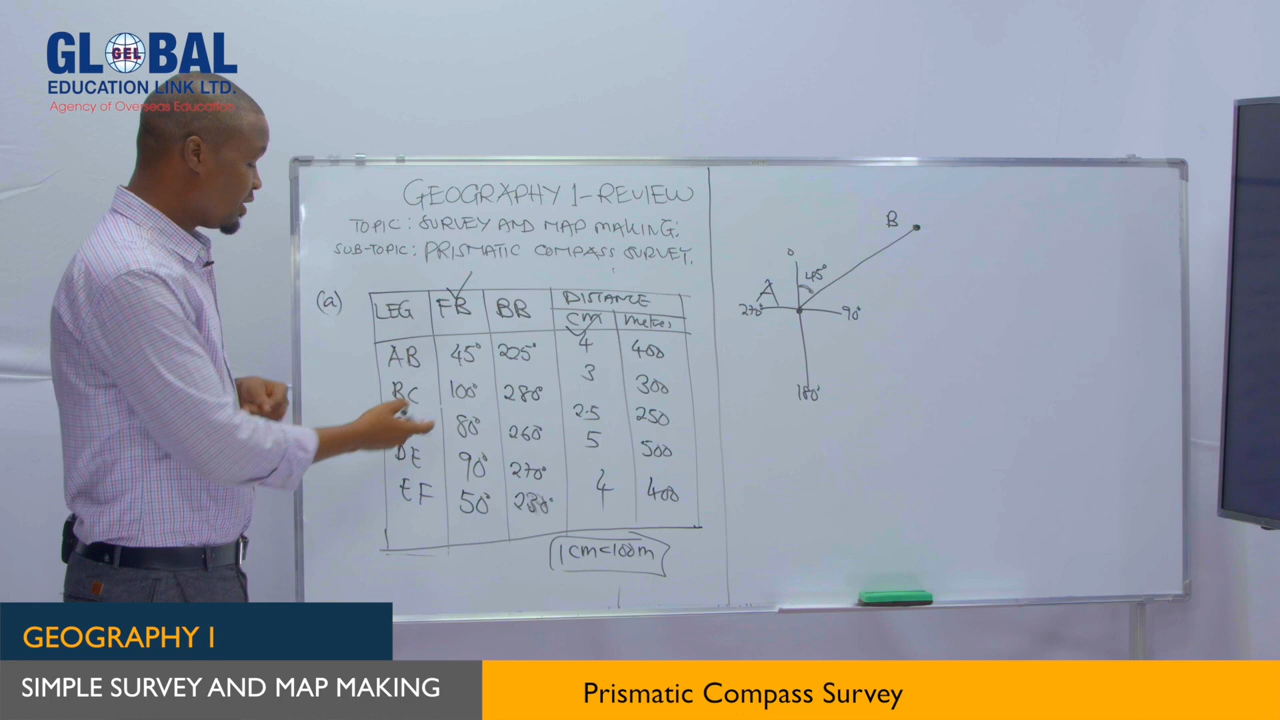 GLOBAL
GEL
EDUCATION LINK LTD.
Agency of Overseas Education
GEOGRAPHY 1-REVIEW
TOPIC: SURVEY AND MAP MAKING.
SUB-TOPIC: PRISMATIC COMPASS SURVEY.
(a)
LEG FB BB DISTANCE
cm metres
AB 45° 225° 4 400
BC 100° 280° 3 300
80° 260° 2.5 250
DE 90° 270° 5 500
EF 50° 230° 4 400
1cm=100m
B
0
45°
A
270° 90°
180°
GEOGRAPHY I
SIMPLE SURVEY AND MAP MAKING
Prismatic Compass Survey